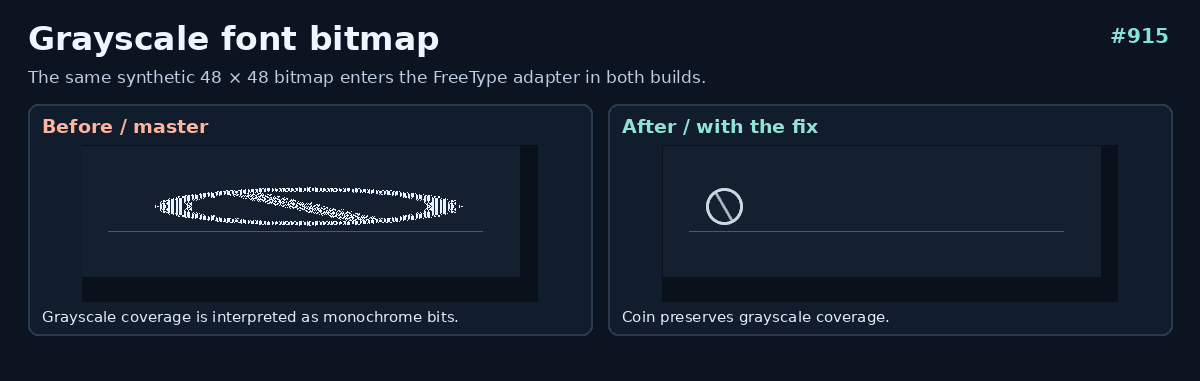 Grayscale font bitmap
#915
The same synthetic 48 × 48 bitmap enters the FreeType adapter in both builds.
Before / master
After / with the fix
Grayscale coverage is interpreted as monochrome bits.
Coin preserves grayscale coverage.